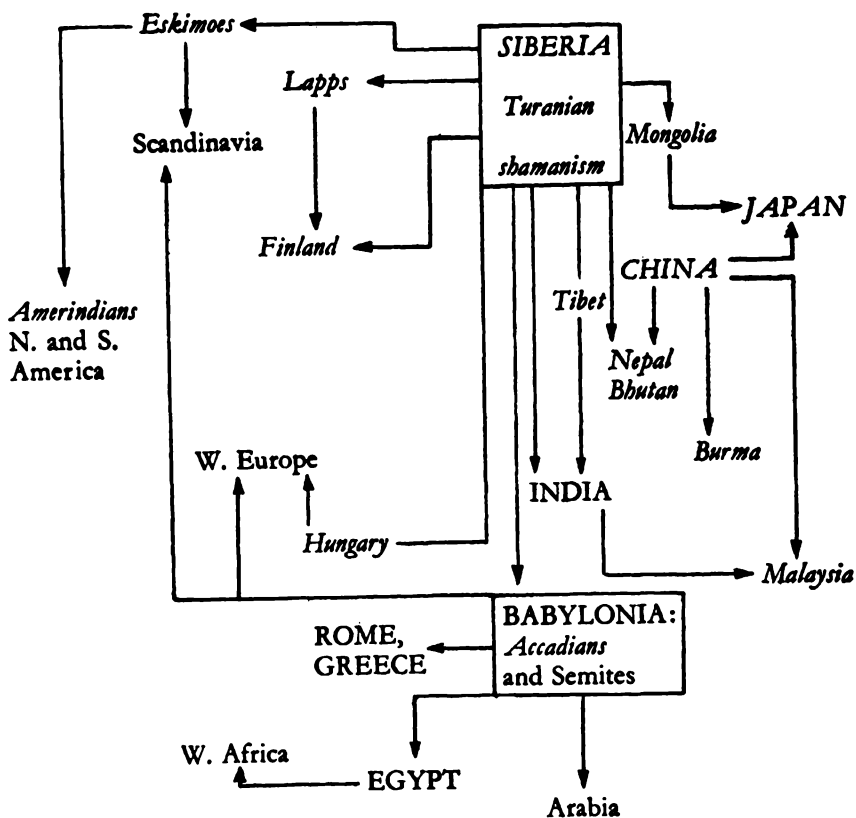 Eskimoes
SIBERIA
Turanian
shamanism
Lapps
Scandinavia
Mongolia
JAPAN
Finland
CHINA
Amerindians
N. and S.
America
Tibet
Nepal
Bhutan
Burma
W. Europe
INDIA
Hungary
Malaysia
BABYLONIA:
Accadians
and Semites
ROME,
GREECE
W. Africa
EGYPT
Arabia